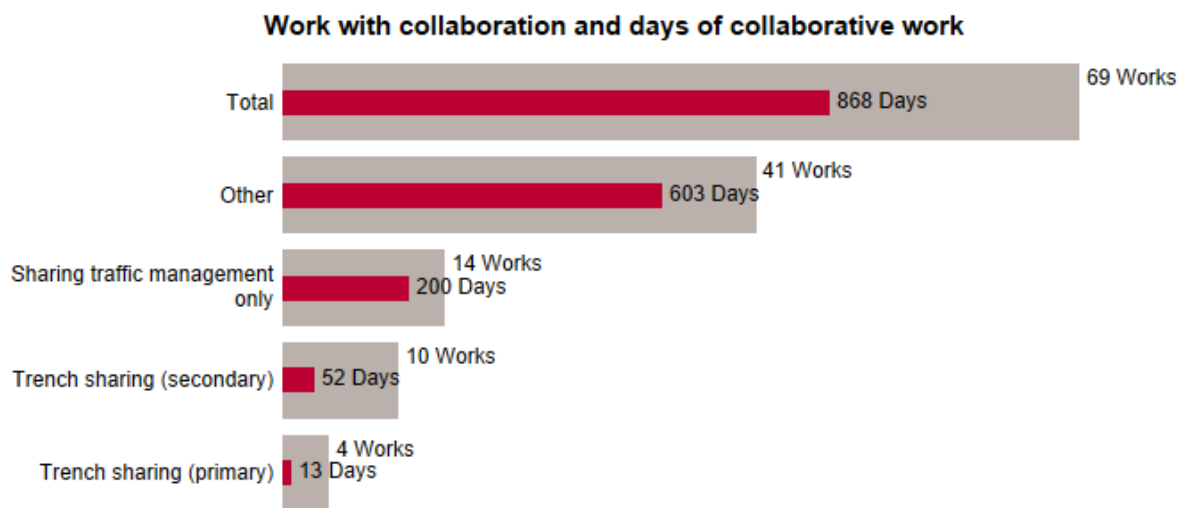 Work with collaboration and days of collaborative work
69 Works
Total
868 Days
41 Works
Other
603 Days
14 Works
Sharing traffic management
only
200 Days
10 Works
Trench sharing (secondary)
52 Days
4 Works
Trench sharing (primary)
13 Days